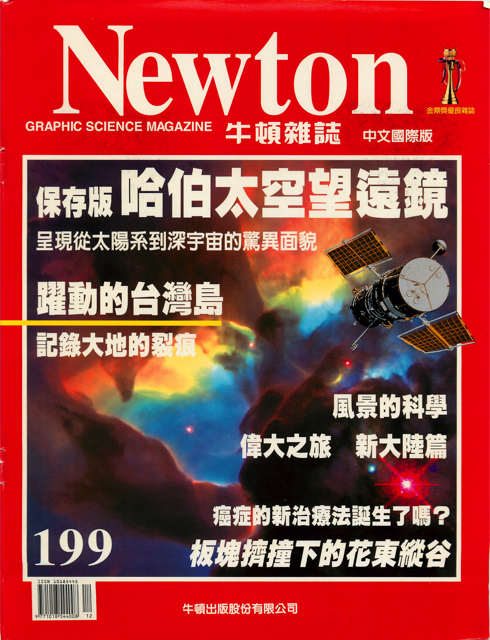 Newton
GRAPHIC SCIENCE MAGAZINE 牛頓雜誌 中文國際版
金鼎獎優良雜誌
保存版 哈伯太空望遠鏡
呈現從太陽系到深宇宙的驚異面貌
躍動的台灣島
記錄大地的裂痕
風景的科學
偉大之旅 新大陸篇
癌症的新治療法誕生了嗎?
板塊擠撞下的花東縱谷
199
牛頓出版股份有限公司
12